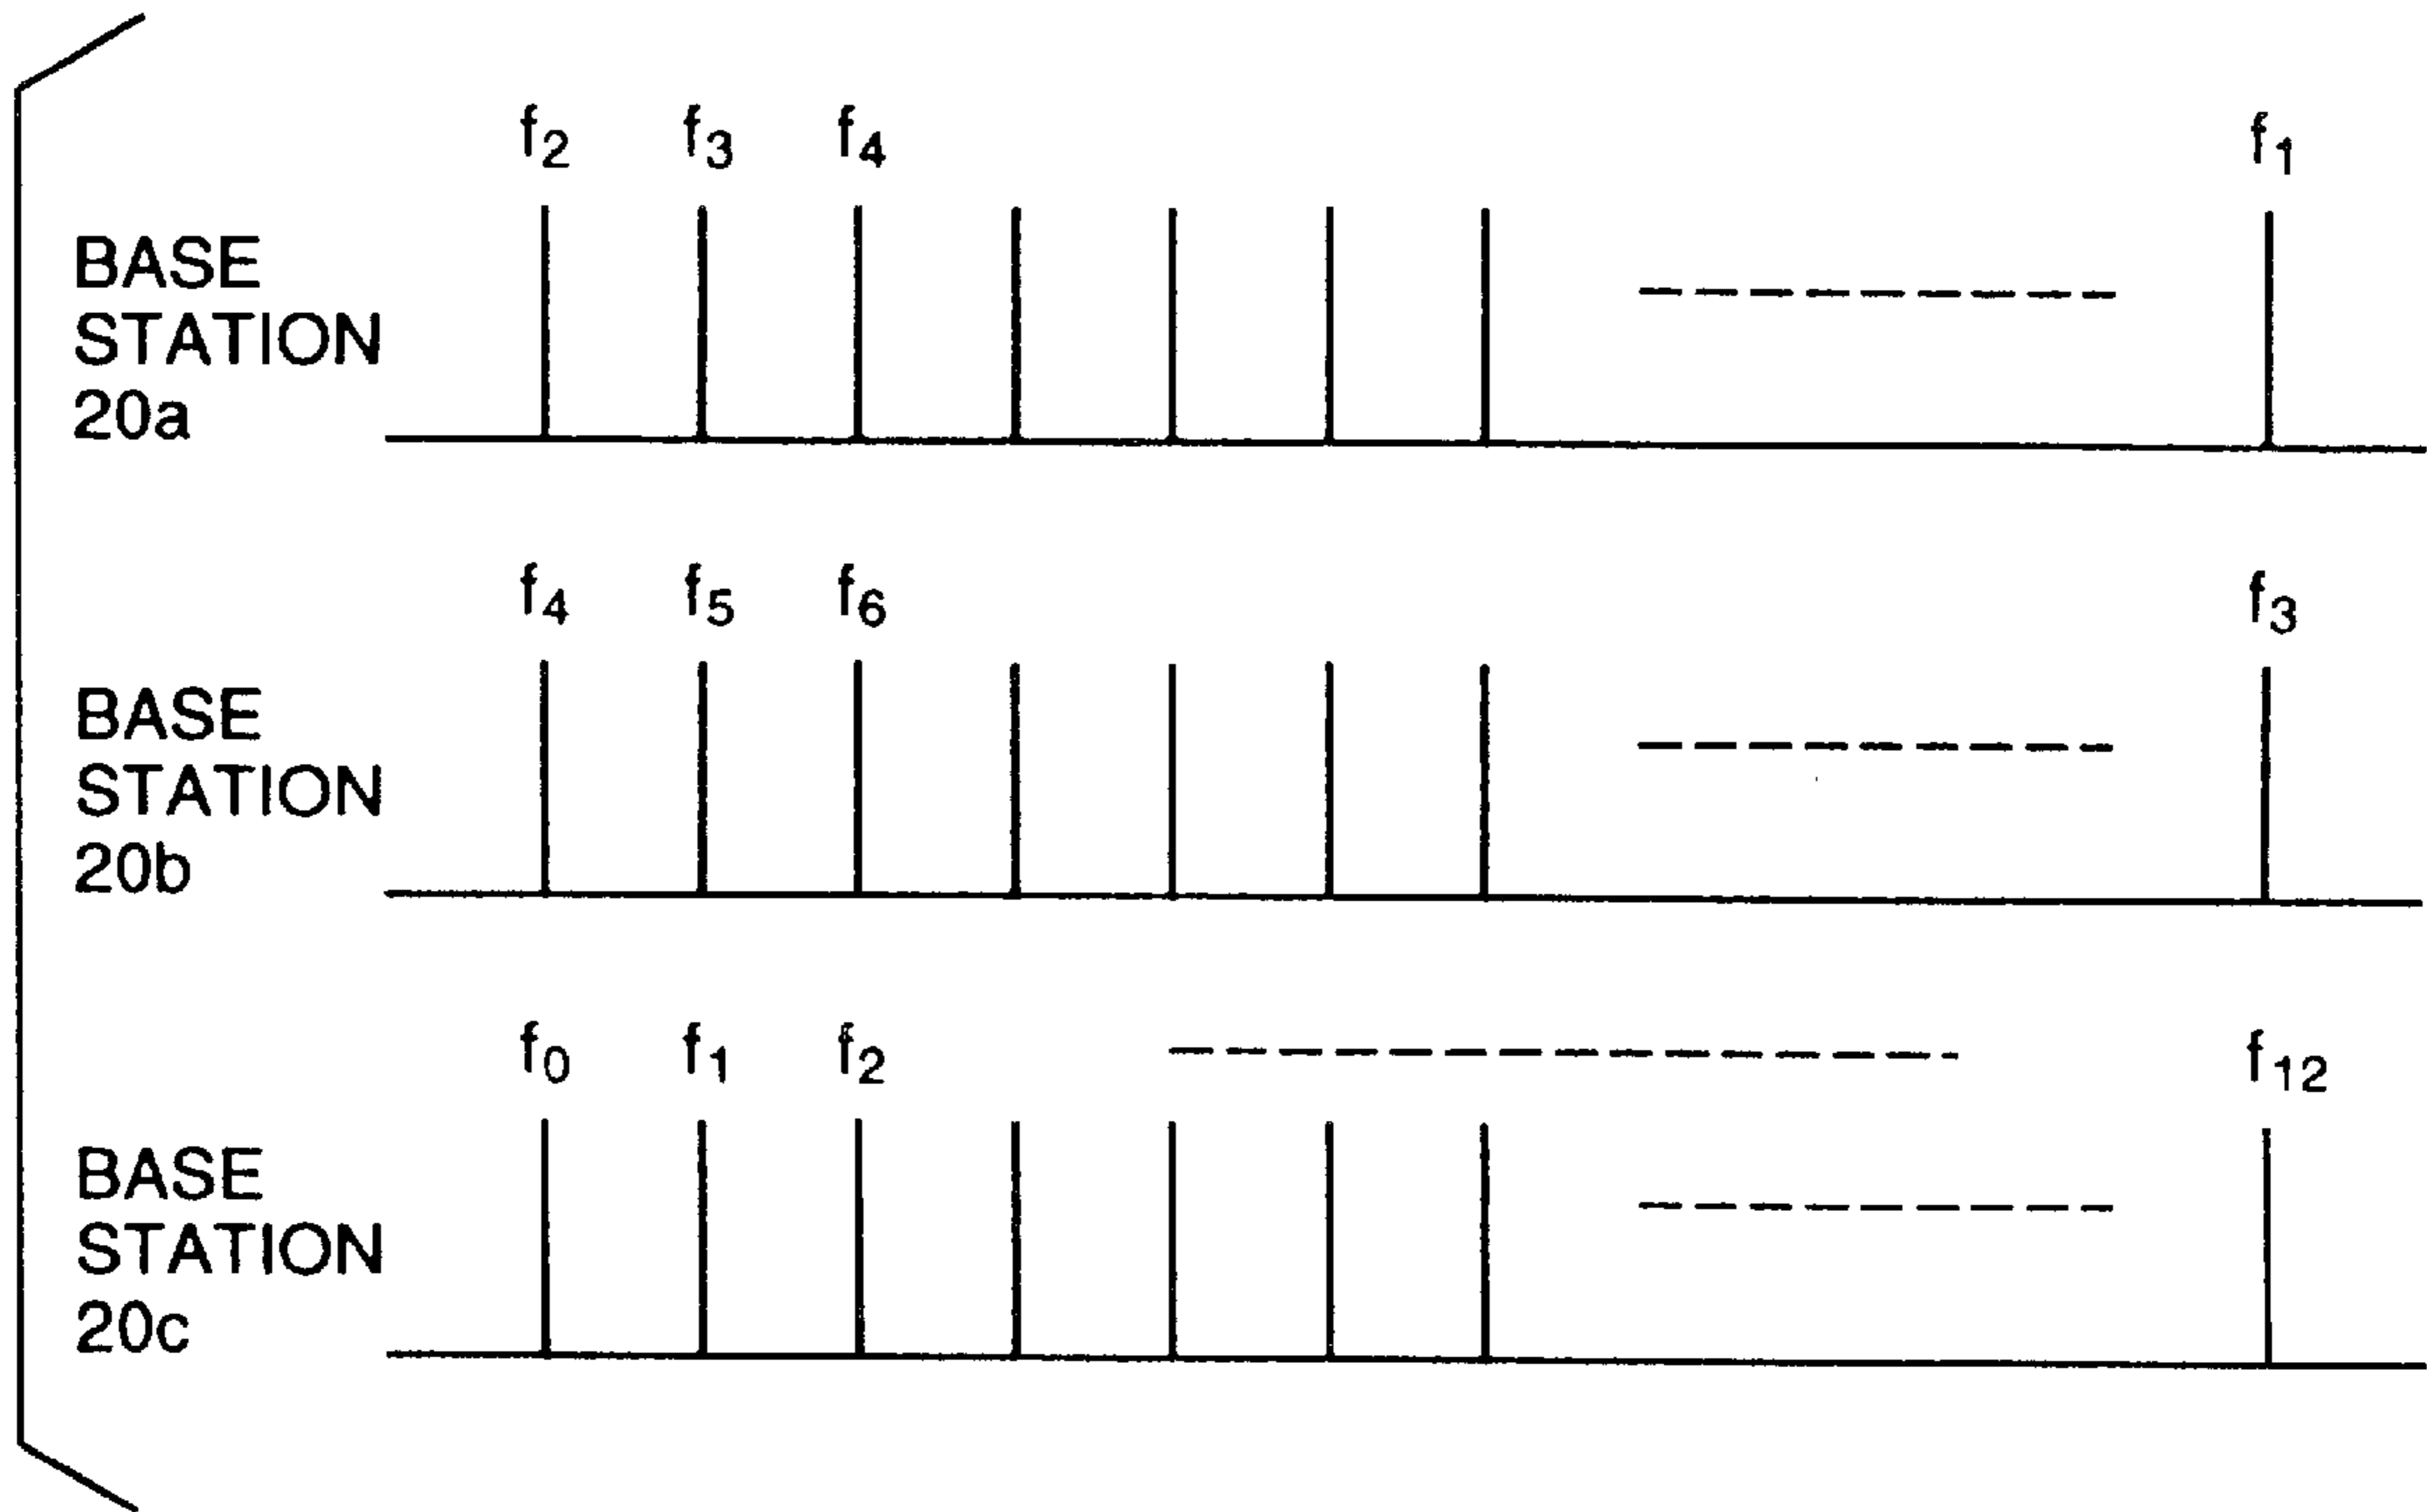 f2 f3 f4 f1
BASE
STATION
20a
f4 f5 f6 f3
BASE
STATION
20b
f0 f1 f2 f12
BASE
STATION
20c